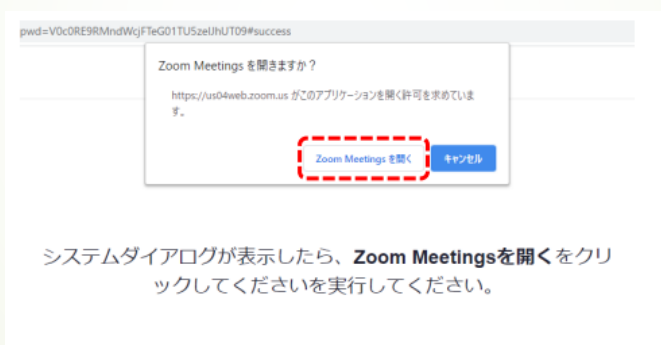 pwd=V0c0RE9RMndWcjFTeG01TU5zelJhUT09#success
Zoom Meetings を開きますか？
https://us04web.zoom.us がこのアプリケーションを開く許可を求めていま
す。
Zoom Meetings を開く
キャンセル
システムダイアログが表示したら、Zoom Meetingsを開くをクリ
ックしてくださいを実行してください。